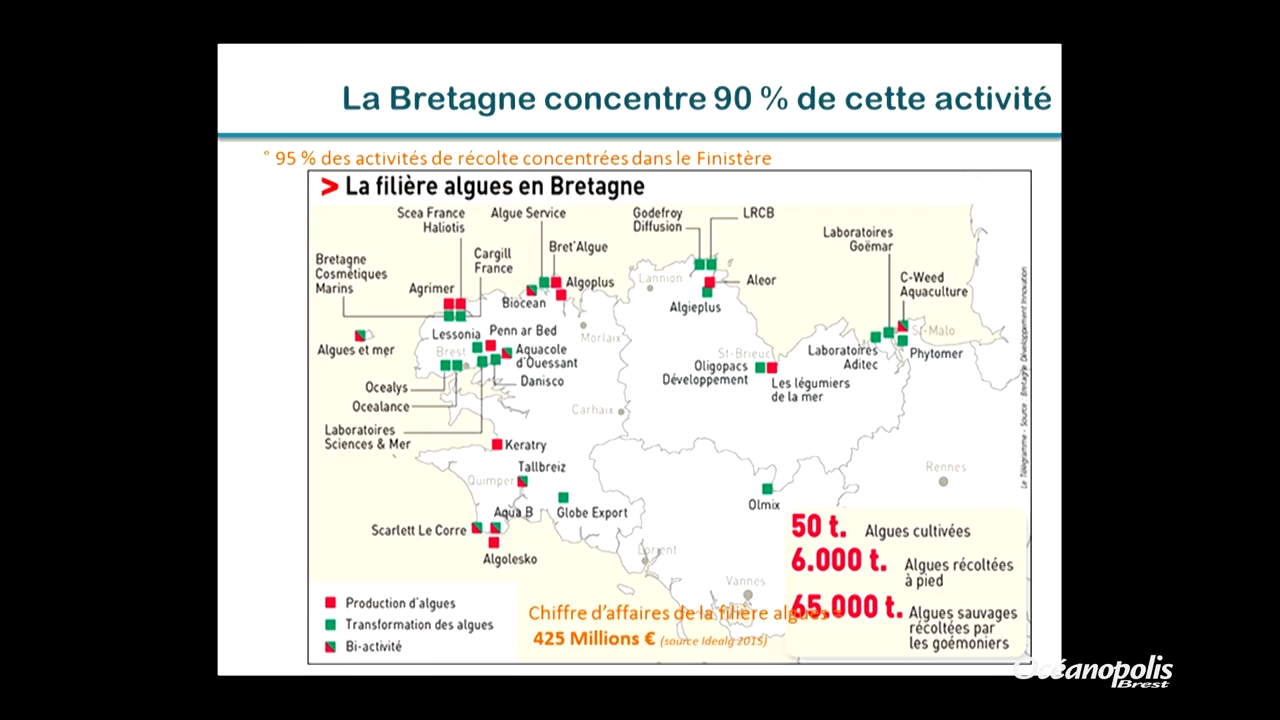 La Bretagne concentre 90 % de cette activité
° 95 % des activités de récolte concentrées dans le Finistère
> La filière algues en Bretagne
Scea France
Haliotis
Algue Service
Godefroy
Diffusion
LRCB
Laboratoires
Goëmar
Bretagne
Cosmétiques
Marins
Cargill
France
Bret'Algue
Agrimer
Algoplus
Biocean
Lannion
Aleor
Algieplus
C-Weed
Aquaculture
Algues et mer
Lessonia
Penn ar Bed
Morlaix
Brest
Aquacole
d'Ouessant
Danisco
St-Brieuc
Oligopacs
Développement
Les légumiers
de la mer
Laboratoires
Aditec
St-Malo
Phytomer
Ocealys
Ocealance
Carhaix
Laboratoires
Sciences & Mer
Keratry
Tallbreiz
Quimper
Rennes
Olmix
Scarlett Le Corre
Aqua B
Globe Export
Algolesko
Lorient
Vannes
50 t. Algues cultivées
6.000 t. Algues récoltées
à pied
65.000 t. Algues sauvages
récoltées par
les goémoniers
Production d'algues
Transformation des algues
Bi-activité
Chiffre d'affaires de la filière algues =
425 Millions € (source Idealg 2015)
Le Télégramme - Source : Bretagne Développement Innovation
Océanopolis
Brest